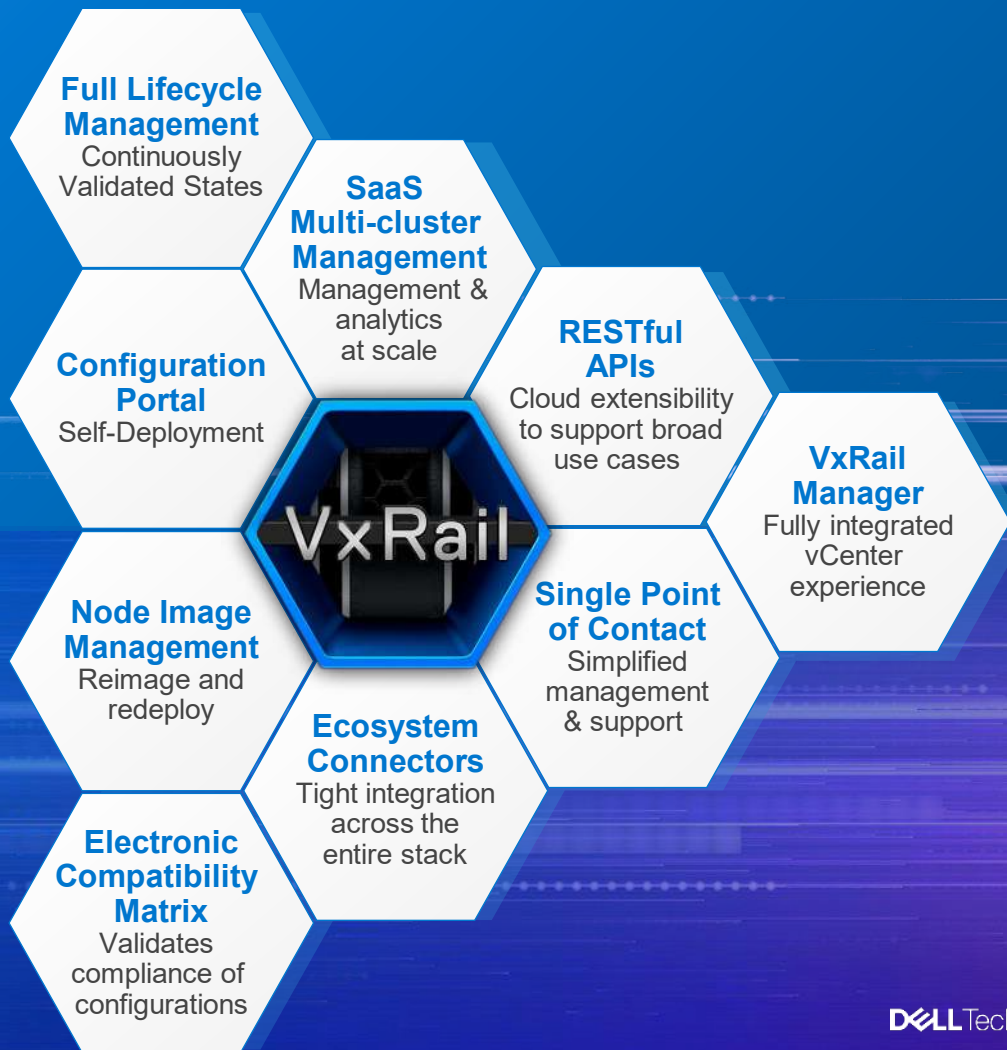 Full Lifecycle
Management
Continuously
Validated States
SaaS
Multi-cluster
Management
Management &
analytics
at scale
RESTful
APIs
Cloud extensibility
to support broad
use cases
Configuration
Portal
Self-Deployment
VxRail
Manager
Fully integrated
vCenter
experience
VxRail
Node Image
Management
Reimage and
redeploy
Single Point
of Contact
Simplified
management
& support
Ecosystem
Connectors
Tight integration
across the
entire stack
Electronic
Compatibility
Matrix
Validates
compliance of
configurations
DELL Tech